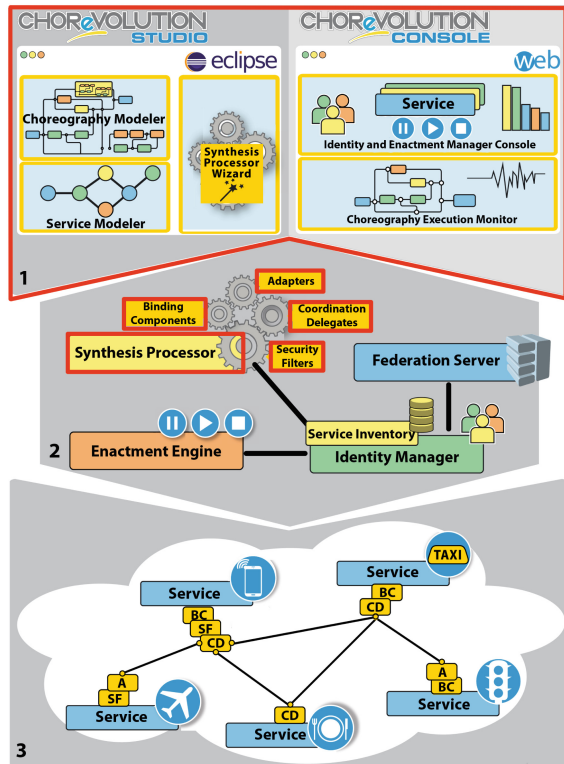 CHOReVOLUTION
STUDIO
CHOReVOLUTION
CONSOLE
eclipse
Web
Choreography Modeler
Synthesis
Processor
Wizard
Service Modeler
Service
Identity and Enactment Manager Console
Choreography Execution Monitor
1
Adapters
Binding
Components
Coordination
Delegates
Synthesis Processor
Security
Filters
Federation Server
Service Inventory
2
Enactment Engine
Identity Manager
TAXI
Service
Service
BC
SF
CD
BC
CD
A
SF
Service
CD
Service
A
BC
Service
3